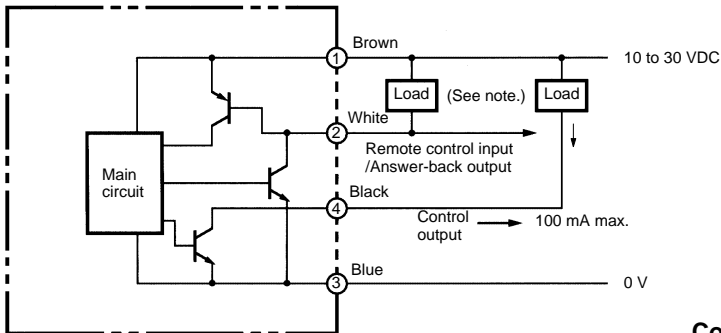 Brown
1
10 to 30 VDC
Load
(See note.)
Load
White
2
Remote control input
/Answer-back output
Main
circuit
Black
4
Control
output
100 mA max.
Blue
3
0 V
Co